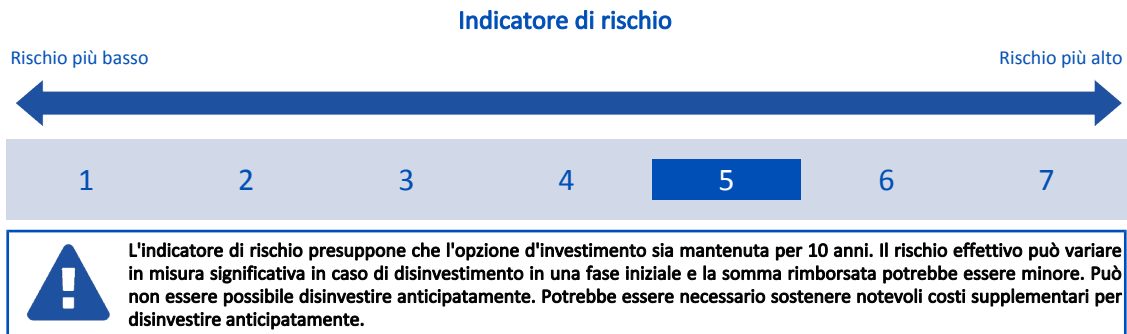 Indicatore di rischio
Rischio più basso
Rischio più alto
1 2 3 4 5 6 7
L'indicatore di rischio presuppone che l'opzione d'investimento sia mantenuta per 10 anni. Il rischio effettivo può variare
in misura significativa in caso di disinvestimento in una fase iniziale e la somma rimborsata potrebbe essere minore. Può
non essere possibile disinvestire anticipatamente. Potrebbe essere necessario sostenere notevoli costi supplementari per
disinvestire anticipatamente.